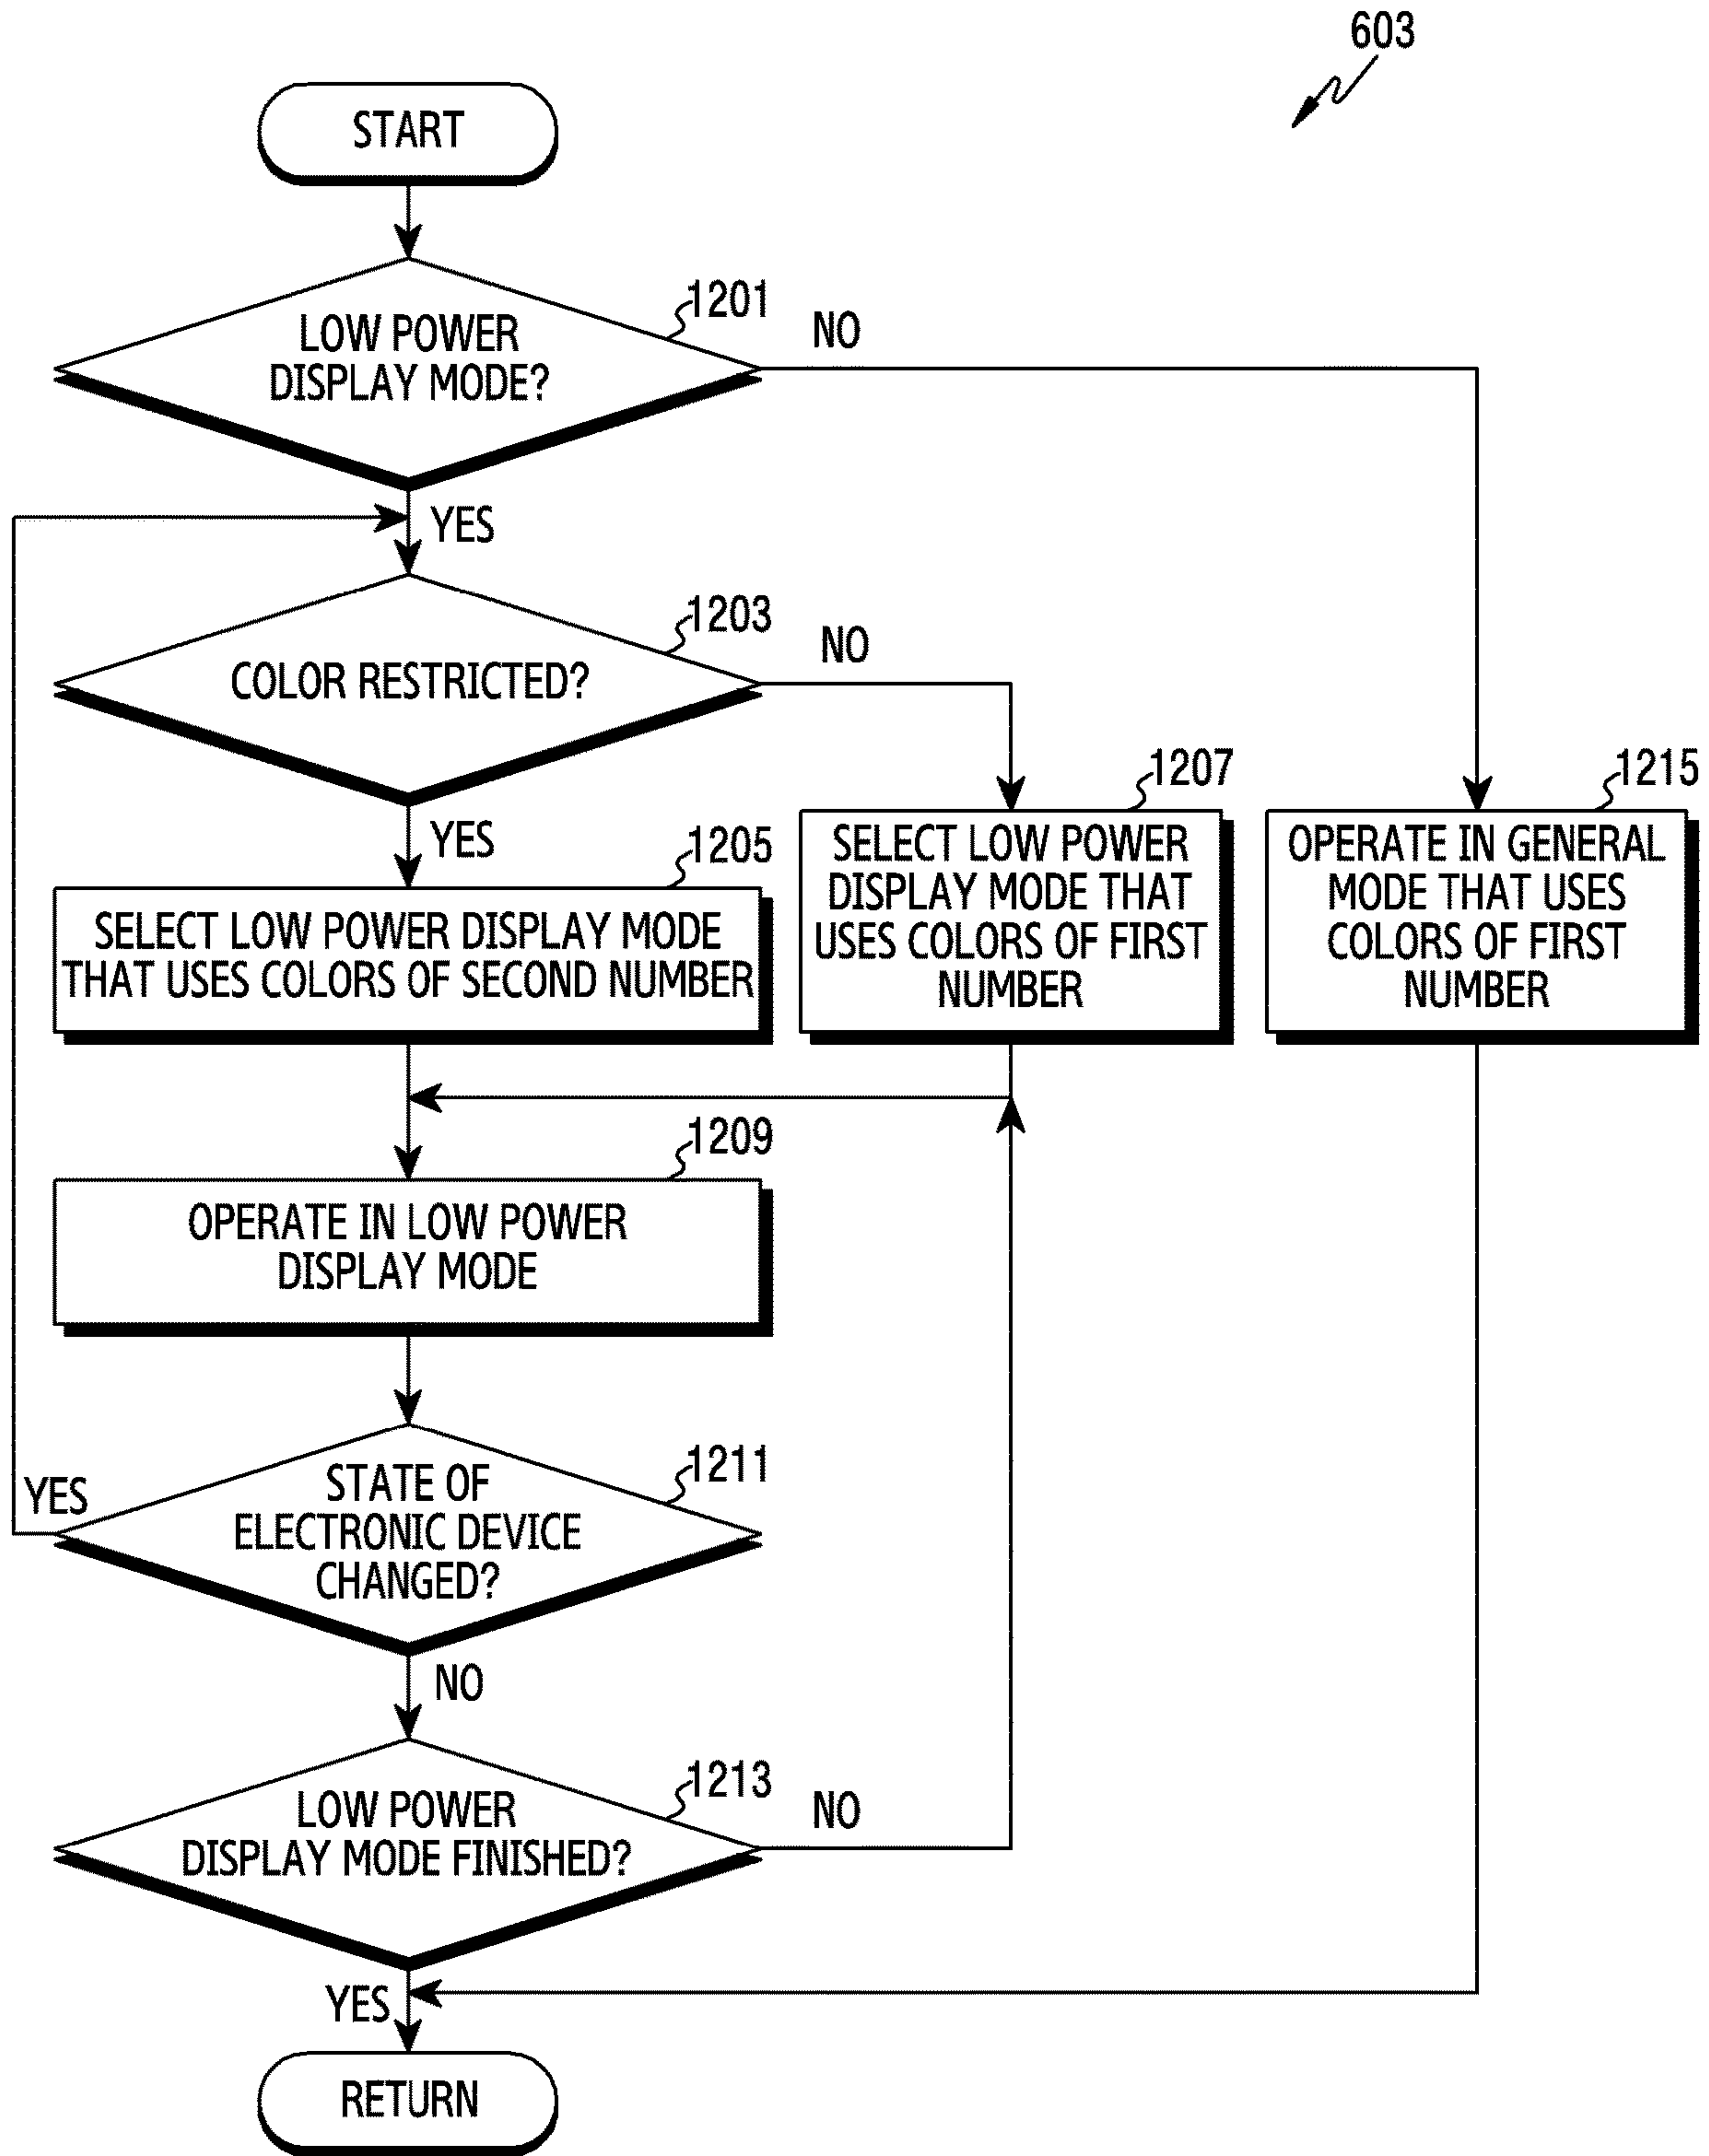 603
START
1201
LOW POWER
DISPLAY MODE?
NO
YES
1203
COLOR RESTRICTED?
NO
YES
1205
SELECT LOW POWER DISPLAY MODE
THAT USES COLORS OF SECOND NUMBER
1207
SELECT LOW POWER
DISPLAY MODE THAT
USES COLORS OF FIRST
NUMBER
1215
OPERATE IN GENERAL
MODE THAT USES
COLORS OF FIRST
NUMBER
1209
OPERATE IN LOW POWER
DISPLAY MODE
1211
STATE OF
ELECTRONIC DEVICE
CHANGED?
YES
NO
1213
LOW POWER
DISPLAY MODE FINISHED?
NO
YES
RETURN